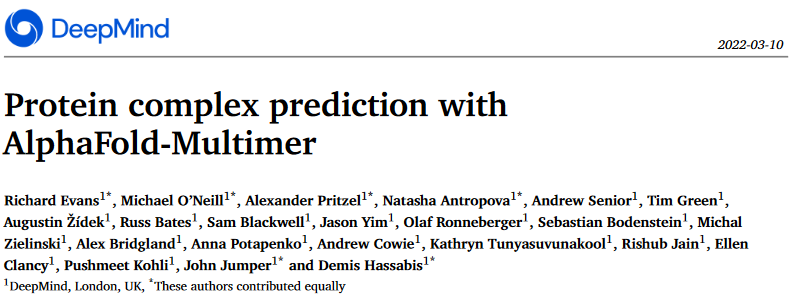 DeepMind
2022-03-10
Protein complex prediction with
AlphaFold-Multimer
Richard Evans¹*, Michael O’Neill¹*, Alexander Pritzel¹*, Natasha Antropova¹*, Andrew Senior¹, Tim Green¹,
Augustin Žídek¹, Russ Bates¹, Sam Blackwell¹, Jason Yim¹, Olaf Ronneberger¹, Sebastian Bodenstein¹, Michal
Zielinski¹, Alex Bridgland¹, Anna Potapenko¹, Andrew Cowie¹, Kathryn Tunyasuvunakool¹, Rishub Jain¹, Ellen
Clancy¹, Pushmeet Kohli¹, John Jumper¹* and Demis Hassabis¹*
¹DeepMind, London, UK, *These authors contributed equally